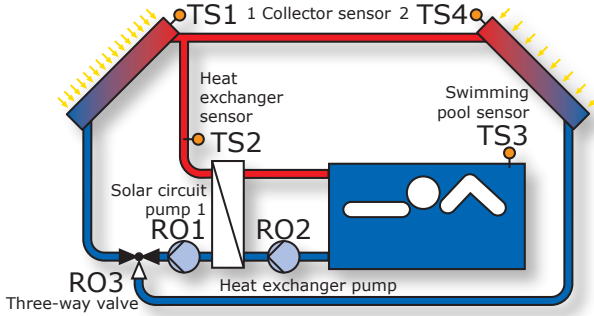 TS1 1 Collector sensor 2 TS4
Heat
exchanger
sensor
Swimming
pool sensor
TS3
TS2
Solar circuit
pump 1
RO1
RO2
RO3
Heat exchanger pump
Three-way valve